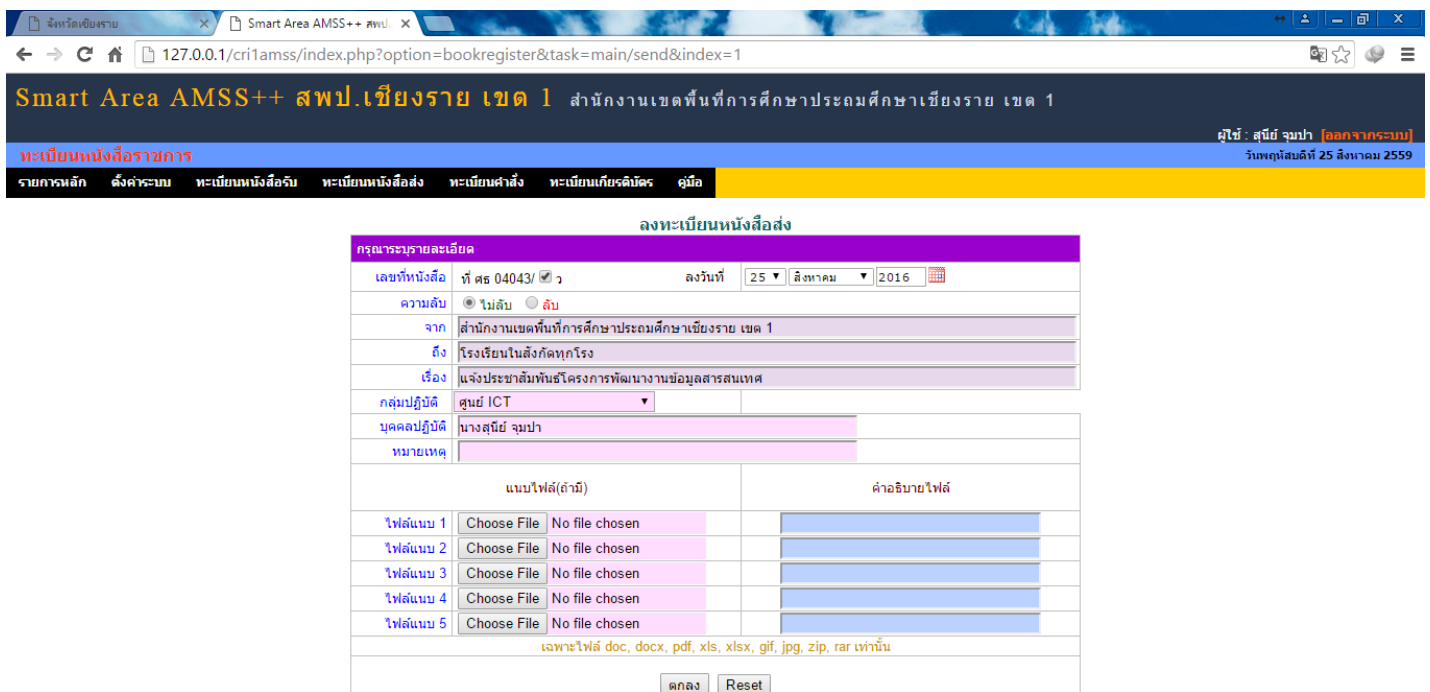 จังหวัดเชียงราย
Smart Area AMSS++ สพป.
127.0.0.1/cri1amss/index.php?option=bookregister&task=main/send&index=1
Smart Area AMSS++ สพป.เชียงราย เขต 1 สำนักงานเขตพื้นที่การศึกษาประถมศึกษาเชียงราย เขต 1
ผู้ใช้ : สุนีย์ จุมปา [ออกจากระบบ]
ทะเบียนหนังสือราชการ วันพฤหัสบดีที่ 25 สิงหาคม 2559
รายการหลัก ตั้งค่าระบบ ทะเบียนหนังสือรับ ทะเบียนหนังสือส่ง ทะเบียนคำสั่ง ทะเบียนเกียรติบัตร คู่มือ
ลงทะเบียนหนังสือส่ง
กรุณาระบุรายละเอียด
เลขที่หนังสือ ที่ ศธ 04043/ ว ลงวันที่ 25 สิงหาคม 2016
ความลับ ไม่ลับ ลับ
จาก สำนักงานเขตพื้นที่การศึกษาประถมศึกษาเชียงราย เขต 1
ถึง โรงเรียนในสังกัดทุกโรง
เรื่อง แจ้งประชาสัมพันธ์โครงการพัฒนางานข้อมูลสารสนเทศ
กลุ่มปฏิบัติ ศูนย์ ICT
บุคคลปฏิบัติ นางสุนีย์ จุมปา
หมายเหตุ
แนบไฟล์(ถ้ามี) คำอธิบายไฟล์
ไฟล์แนบ 1 Choose File No file chosen
ไฟล์แนบ 2 Choose File No file chosen
ไฟล์แนบ 3 Choose File No file chosen
ไฟล์แนบ 4 Choose File No file chosen
ไฟล์แนบ 5 Choose File No file chosen
เฉพาะไฟล์ doc, docx, pdf, xls, xlsx, gif, jpg, zip, rar เท่านั้น
ตกลง Reset